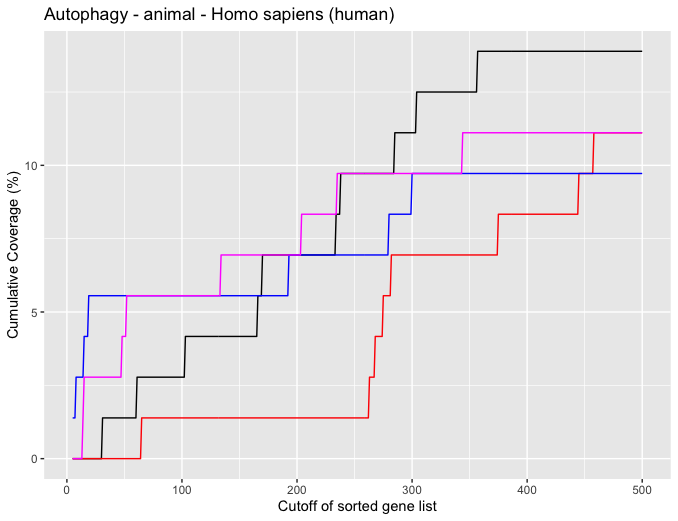 Autophagy - animal - Homo sapiens (human)
Cumulative Coverage (%)
10
5
0
0 100 200 300 400 500
Cutoff of sorted gene list